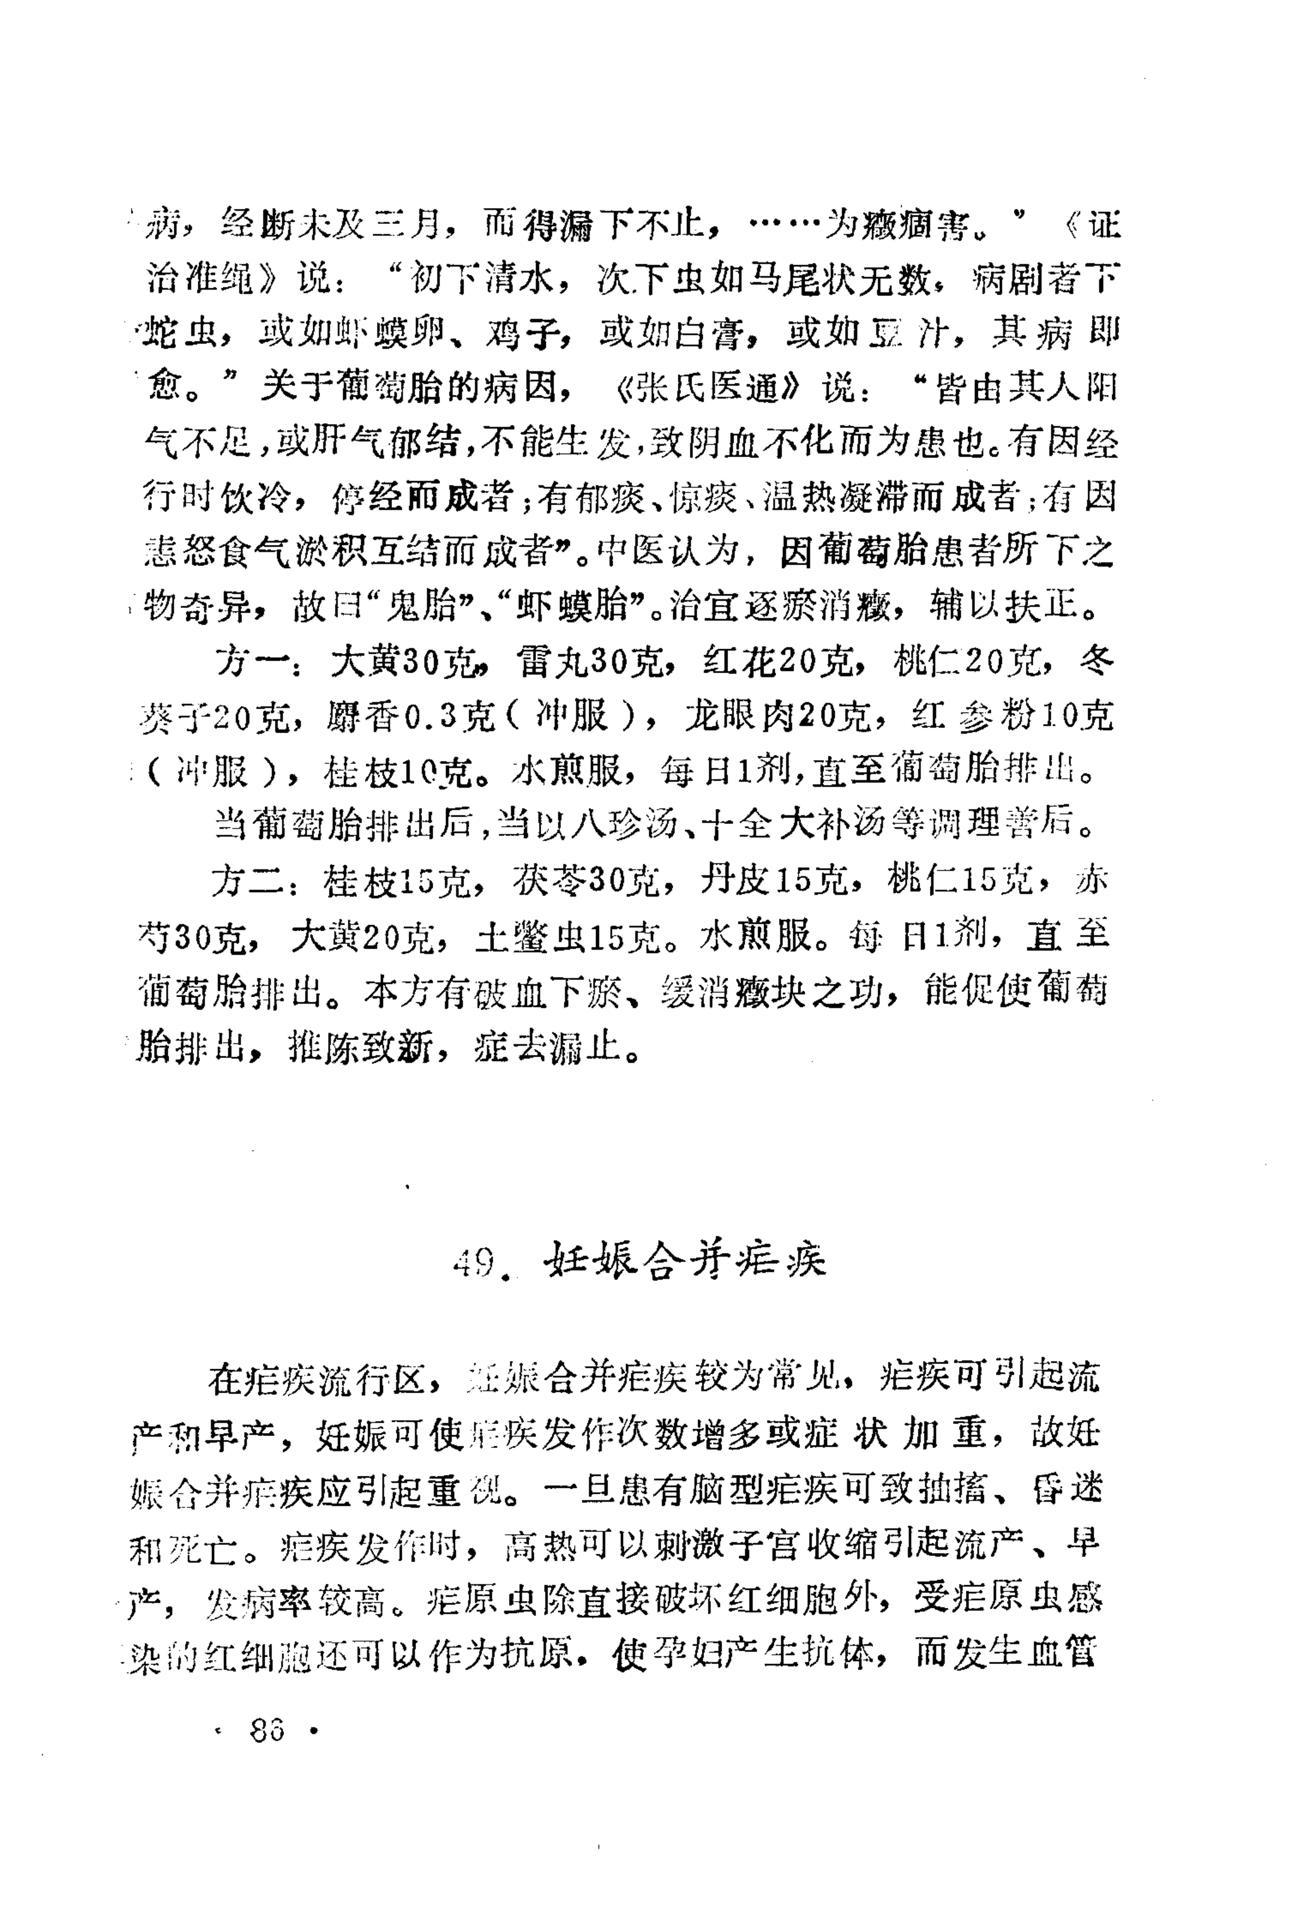 病，经断未及三月，而得漏下不止，……为癥痼害。”《证
治准绳》说：“初下清水，次下虫如马尾状无数，病剧者下
蛇虫，或如虾蟆卵、鸡子，或如白膏，或如豆汁，其病即
愈。”关于葡萄胎的病因，《张氏医通》说：“皆由其人阳
气不足，或肝气郁结，不能生发，致阴血不化而为患也。有因经
行时饮冷，停经而成者；有郁痰、惊痰、温热凝滞而成者；有因
恚怒食气淤积互结而成者”。中医认为，因葡萄胎患者所下之
物奇异，故曰“鬼胎”、“虾蟆胎”。治宜逐瘀消癥，辅以扶正。
方一：大黄30克，雷丸30克，红花20克，桃仁20克，冬
葵子20克，麝香0.3克（冲服），龙眼肉20克，红参粉10克
（冲服），桂枝10克。水煎服，每日1剂，直至葡萄胎排出。
当葡萄胎排出后，当以八珍汤、十全大补汤等调理善后。
方二：桂枝15克，茯苓30克，丹皮15克，桃仁15克，赤
芍30克，大黄20克，土鳖虫15克。水煎服。每日1剂，直至
葡萄胎排出。本方有破血下瘀、缓消癥块之功，能促使葡萄
胎排出，推陈致新，症去漏止。
49．妊娠合并疟疾
在疟疾流行区，妊娠合并疟疾较为常见，疟疾可引起流
产和早产，妊娠可使疟疾发作次数增多或症状加重，故妊
娠合并疟疾应引起重视。一旦患有脑型疟疾可致抽搐、昏迷
和死亡。疟疾发作时，高热可以刺激子宫收缩引起流产、早
产，发病率较高。疟原虫除直接破坏红细胞外，受疟原虫感
染的红细胞还可以作为抗原，使孕妇产生抗体，而发生血管
· 86 ·